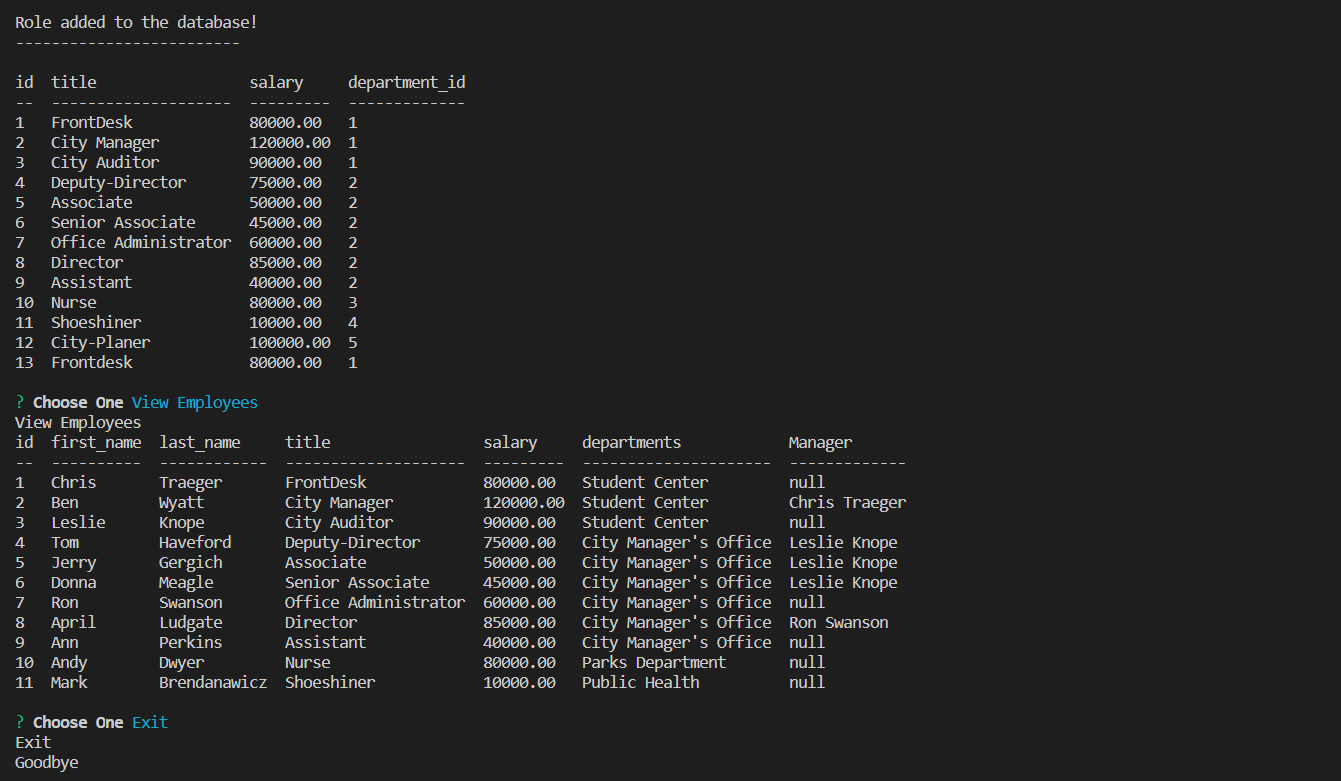 Role added to the database!
-------------------------
id  title                 salary     department_id
--  --------------------  ---------  -------------
1   FrontDesk             80000.00   1
2   City Manager          120000.00  1
3   City Auditor          90000.00   1
4   Deputy-Director       75000.00   2
5   Associate             50000.00   2
6   Senior Associate      45000.00   2
7   Office Administrator  60000.00   2
8   Director              85000.00   2
9   Assistant             40000.00   2
10  Nurse                 80000.00   3
11  Shoeshiner            10000.00   4
12  City-Planer           100000.00  5
13  Frontdesk             80000.00   1
? Choose One View Employees
View Employees
id  first_name  last_name     title                 salary     departments            Manager
--  ----------  ------------  --------------------  ---------  ---------------------  -------------
1   Chris       Traeger       FrontDesk             80000.00   Student Center         null
2   Ben         Wyatt         City Manager          120000.00  Student Center         Chris Traeger
3   Leslie      Knope         City Auditor          90000.00   Student Center         null
4   Tom         Haveford      Deputy-Director       75000.00   City Manager's Office  Leslie Knope
5   Jerry       Gergich       Associate             50000.00   City Manager's Office  Leslie Knope
6   Donna       Meagle        Senior Associate      45000.00   City Manager's Office  Leslie Knope
7   Ron         Swanson       Office Administrator  60000.00   City Manager's Office  null
8   April       Ludgate       Director              85000.00   City Manager's Office  Ron Swanson
9   Ann         Perkins       Assistant             40000.00   City Manager's Office  null
10  Andy        Dwyer         Nurse                 80000.00   Parks Department       null
11  Mark        Brendanawicz  Shoeshiner            10000.00   Public Health          null
? Choose One Exit
Exit
Goodbye